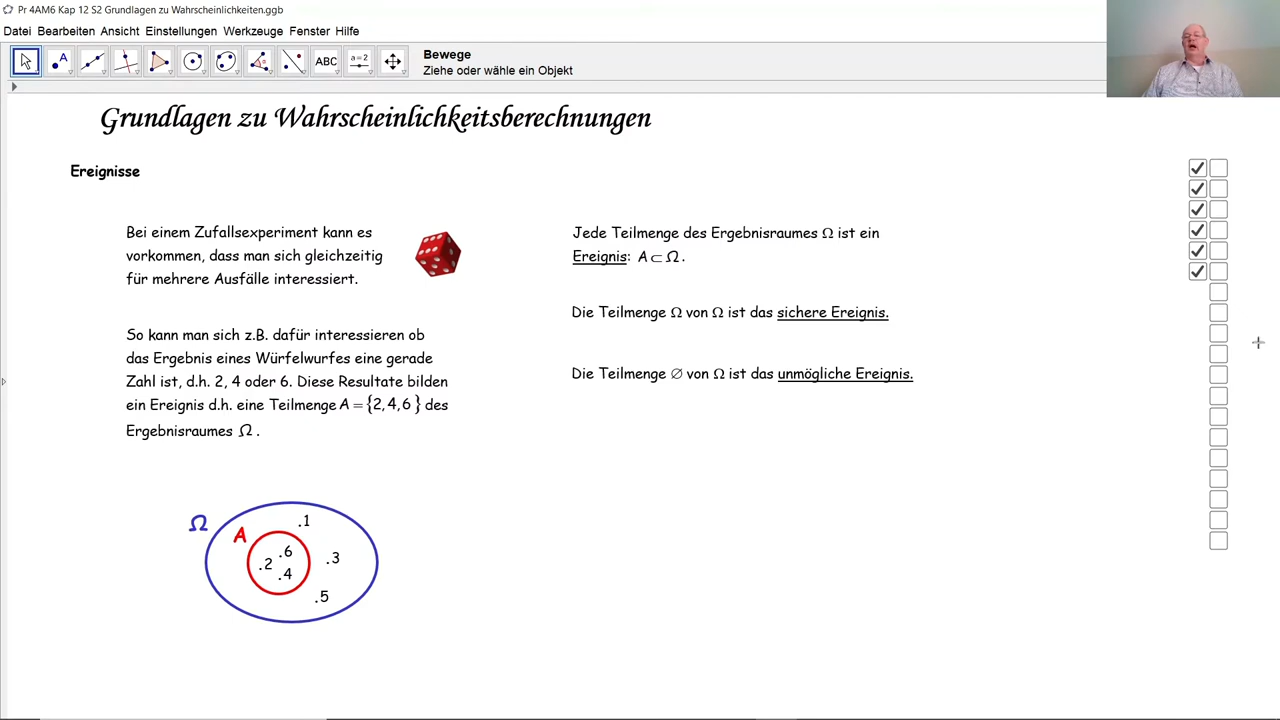 Pr 4AM6 Kap 12 S2 Grundlagen zu Wahrscheinlichkeiten.ggb
Datei Bearbeiten Ansicht Einstellungen Werkzeuge Fenster Hilfe
A
ABC
a=2
Bewege
Ziehe oder wähle ein Objekt
Grundlagen zu Wahrscheinlichkeitsberechnungen
Ereignisse
Bei einem Zufallsexperiment kann es
vorkommen, dass man sich gleichzeitig
für mehrere Ausfälle interessiert.
So kann man sich z.B. dafür interessieren ob
das Ergebnis eines Würfelwurfes eine gerade
Zahl ist, d.h. 2, 4 oder 6. Diese Resultate bilden
ein Ereignis d.h. eine Teilmenge A = {2, 4, 6 } des
Ergebnisraumes Ω .
Ω
A
.1
.6
.2
.4
.3
.5
Jede Teilmenge des Ergebnisraumes Ω ist ein
Ereignis: A ⊂ Ω .
Die Teilmenge Ω von Ω ist das sichere Ereignis.
Die Teilmenge ∅ von Ω ist das unmögliche Ereignis.